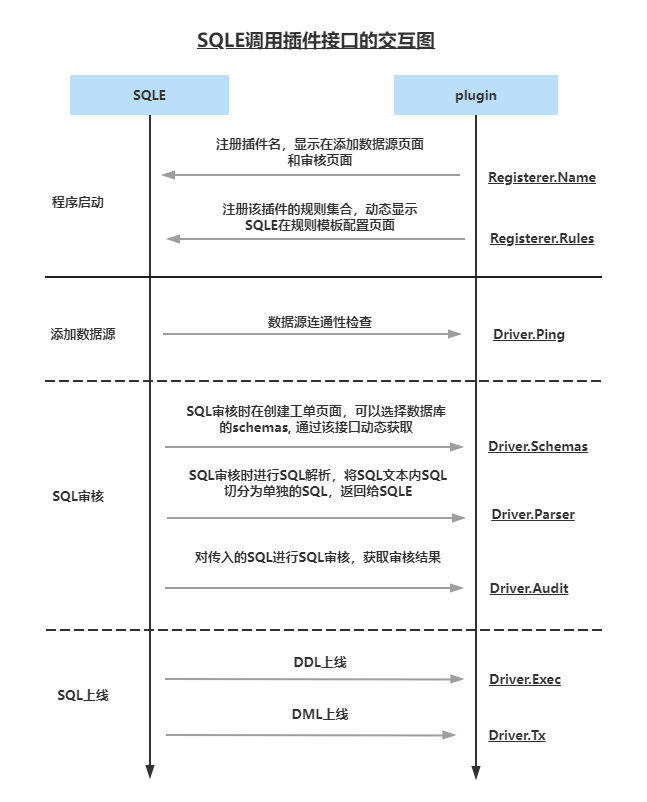 SQLE调用插件接口的交互图
SQLE
plugin
注册插件名，显示在添加数据源页面
和审核页面
Registerer.Name
程序启动
注册该插件的规则集合，动态显示
SQLE在规则模板配置页面
Registerer.Rules
数据源连通性检查
添加数据源
Driver.Ping
SQL审核时在创建工单页面，可以选择数据库
的schemas, 通过该接口动态获取
Driver.Schemas
SQL审核时进行SQL解析，将SQL文本内SQL
切分为单独的SQL，返回给SQLE
SQL审核
Driver.Parser
对传入的SQL进行SQL审核，获取审核结果
Driver.Audit
DDL上线
Driver.Exec
SQL上线
DML上线
Driver.Tx